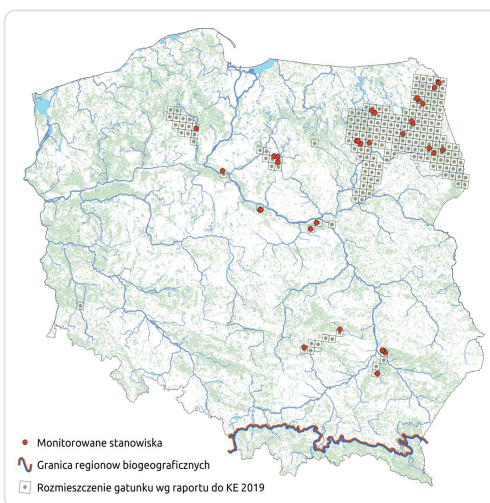 Monitorowane stanowiska
Granica regionow biogeograficznych
Rozmieszczenie gatunku wg raportu do KE 2019